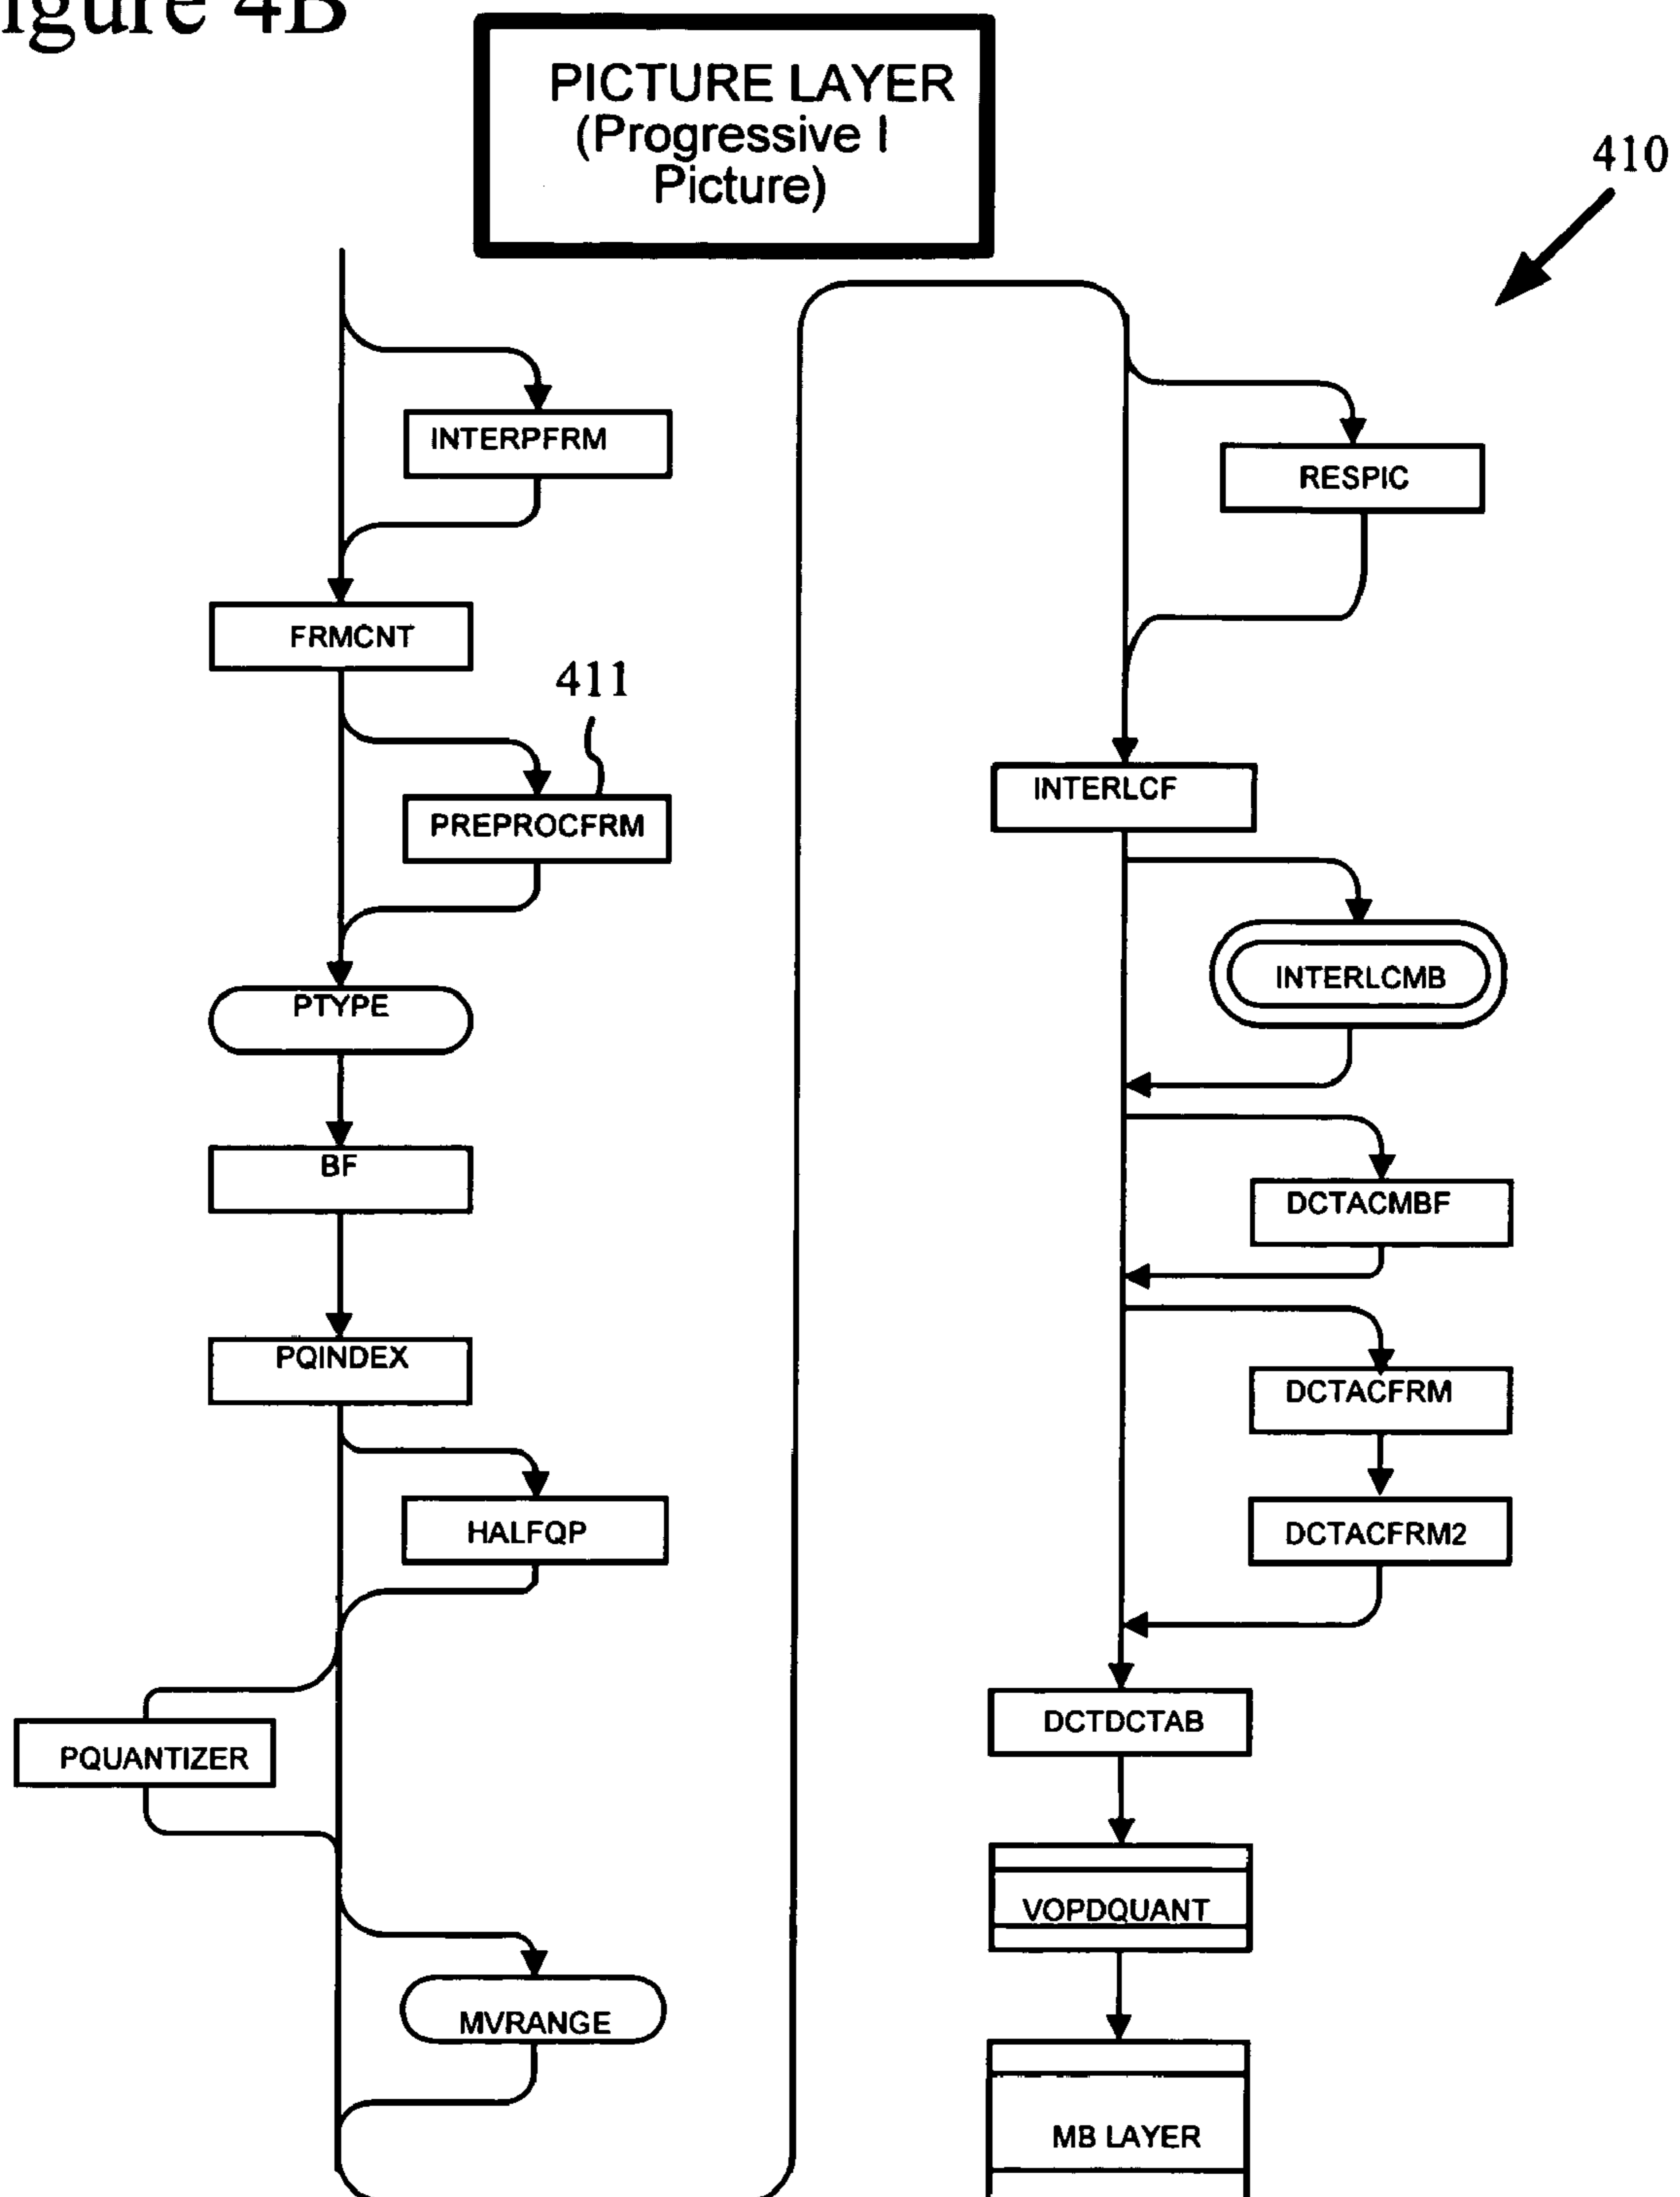 igure 4B
PICTURE LAYER
(Progressive I
Picture)
410
INTERPFRM
FRMCNT
411
PREPROCFRM
PTYPE
BF
PQINDEX
HALFQP
PQUANTIZER
MVRANGE
RESPIC
INTERLCF
INTERLCMB
DCTACMBF
DCTACFRM
DCTACFRM2
DCTDCTAB
VOPDQUANT
MB LAYER